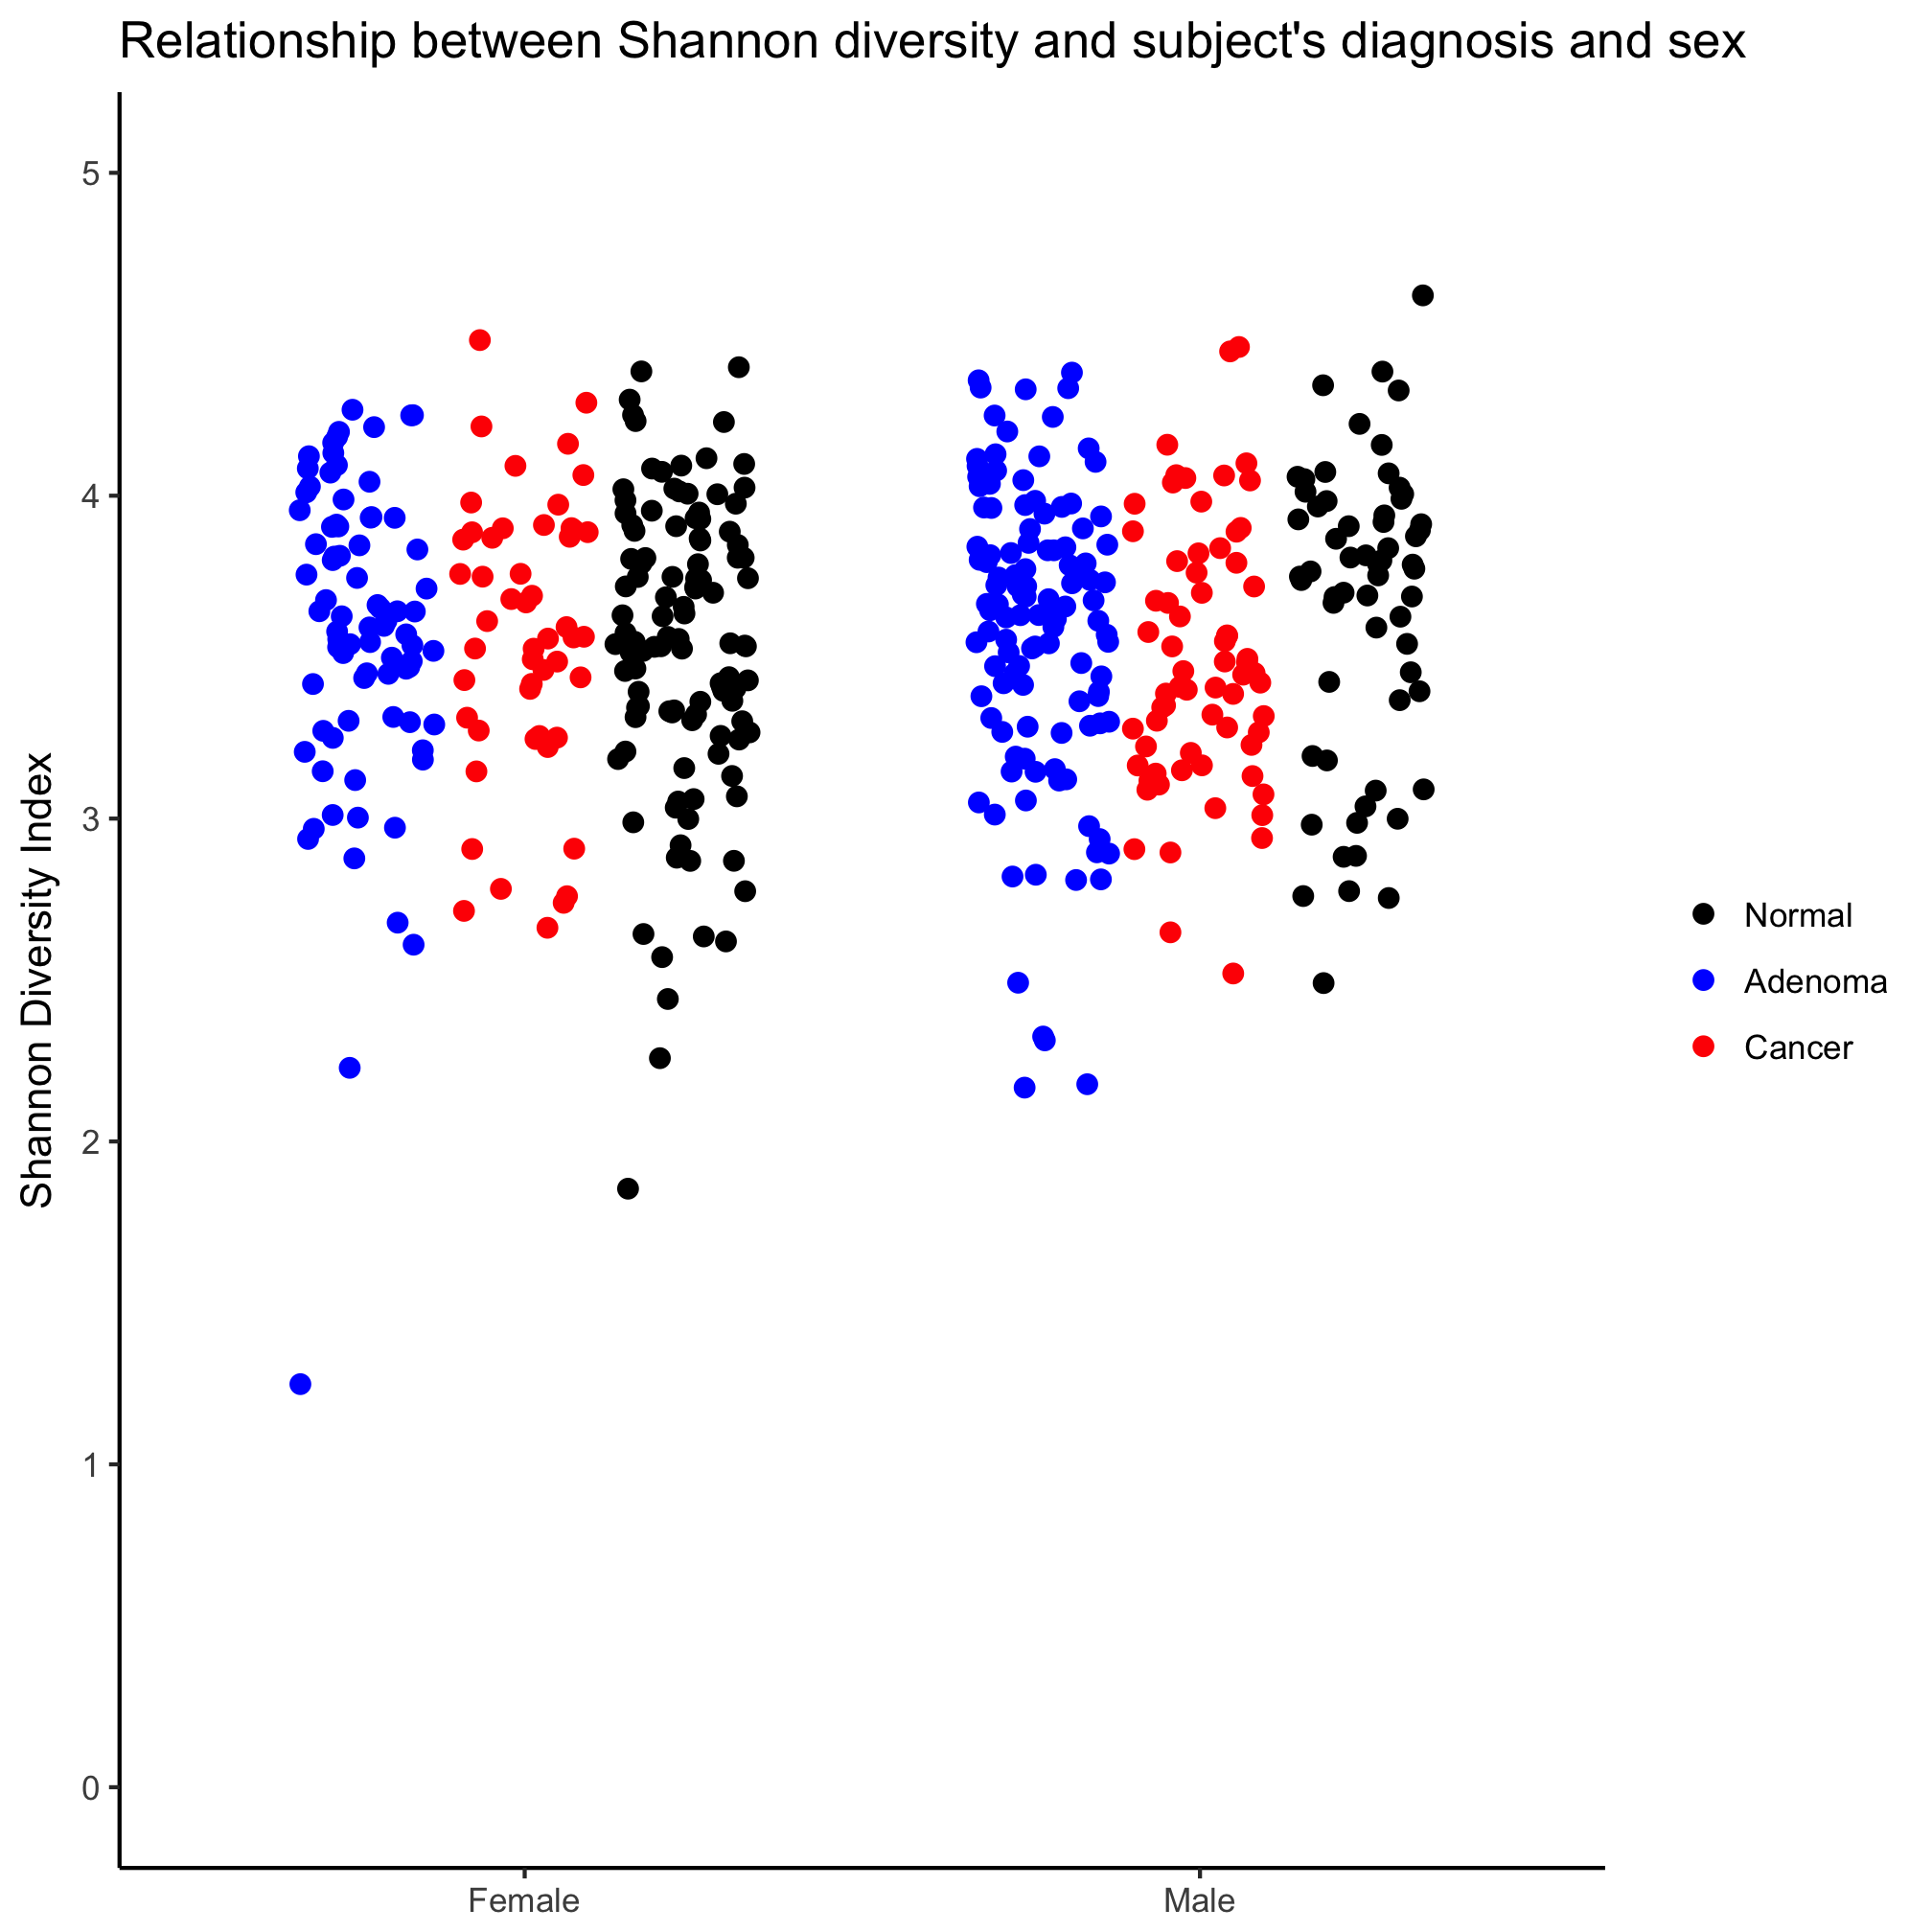 Relationship between Shannon diversity and subject's diagnosis and sex
Shannon Diversity Index
5
4
3
2
1
0
Female
Male
Normal
Adenoma
Cancer